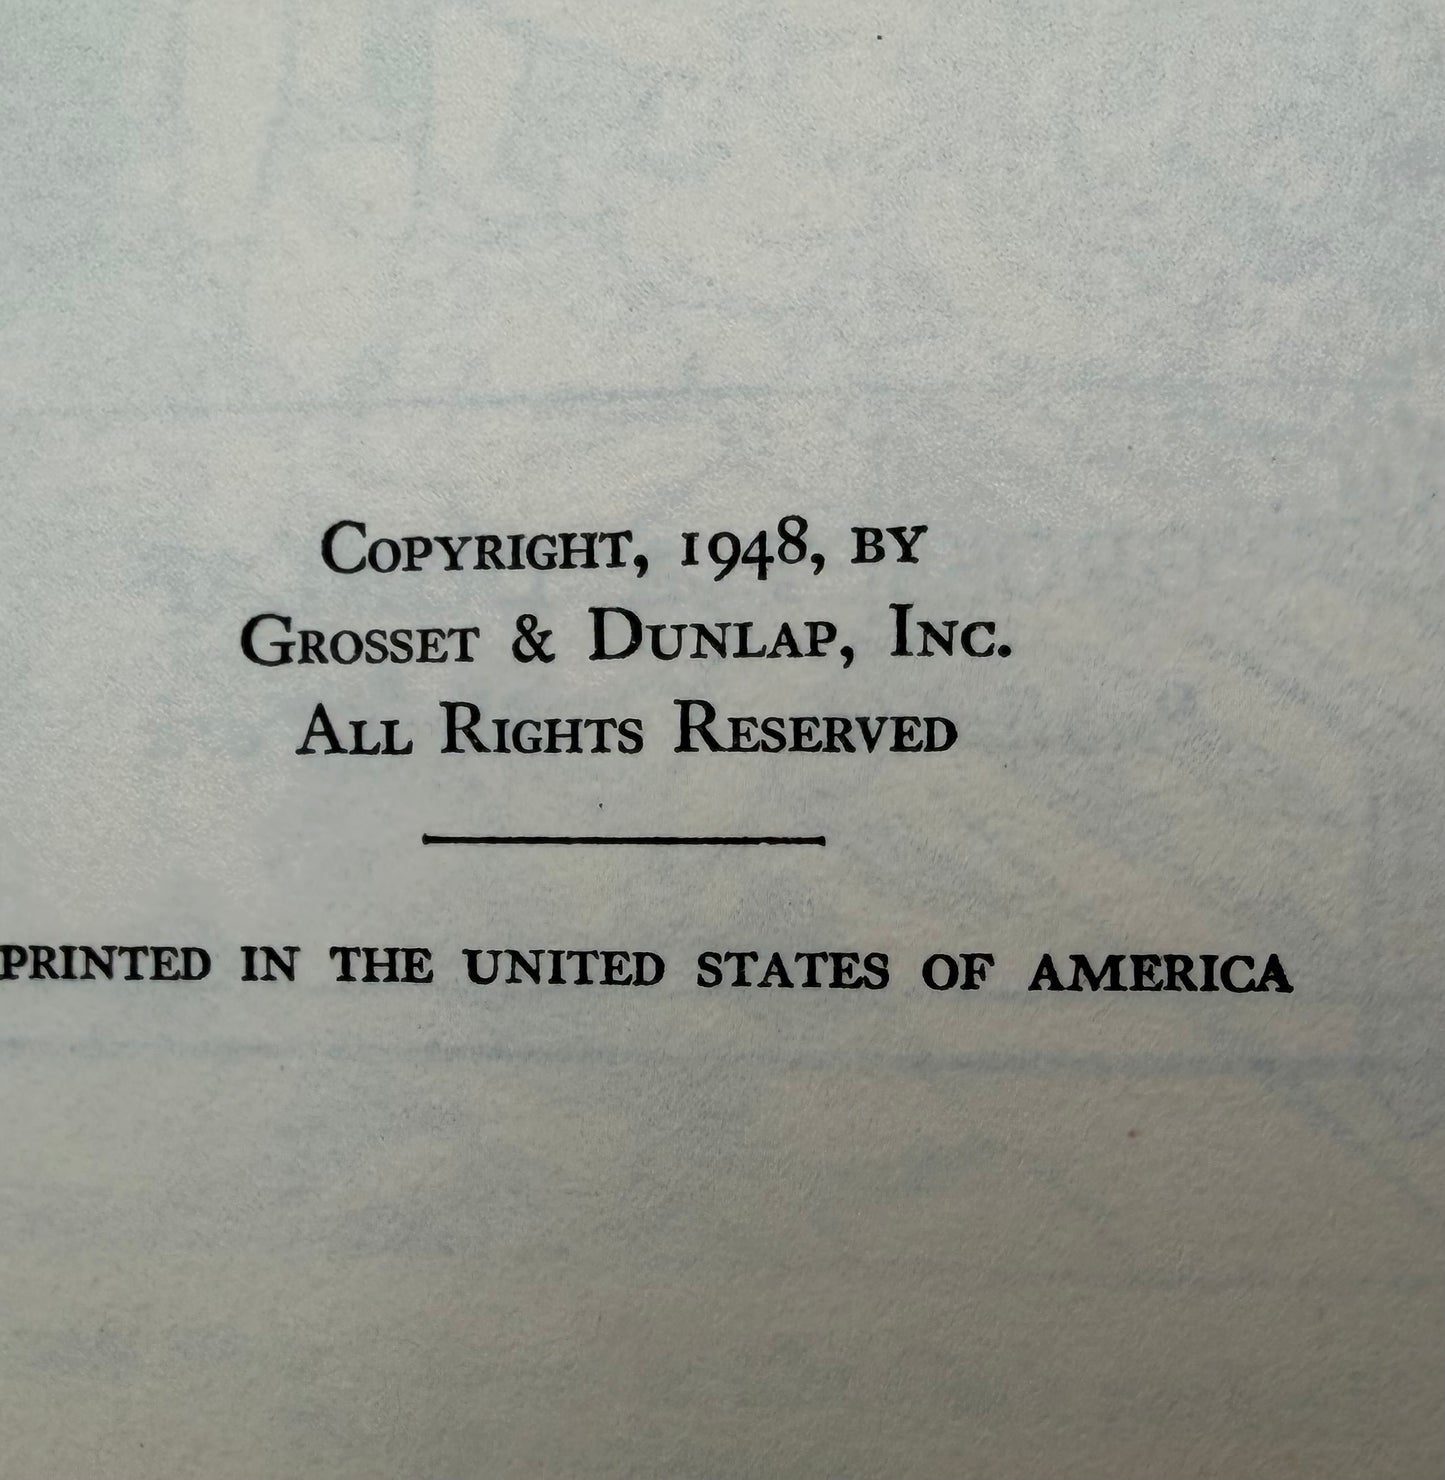 Copyright, 1948, by
Grosset & Dunlap, Inc.
All Rights Reserved
PRINTED IN THE UNITED STATES OF AMERICA